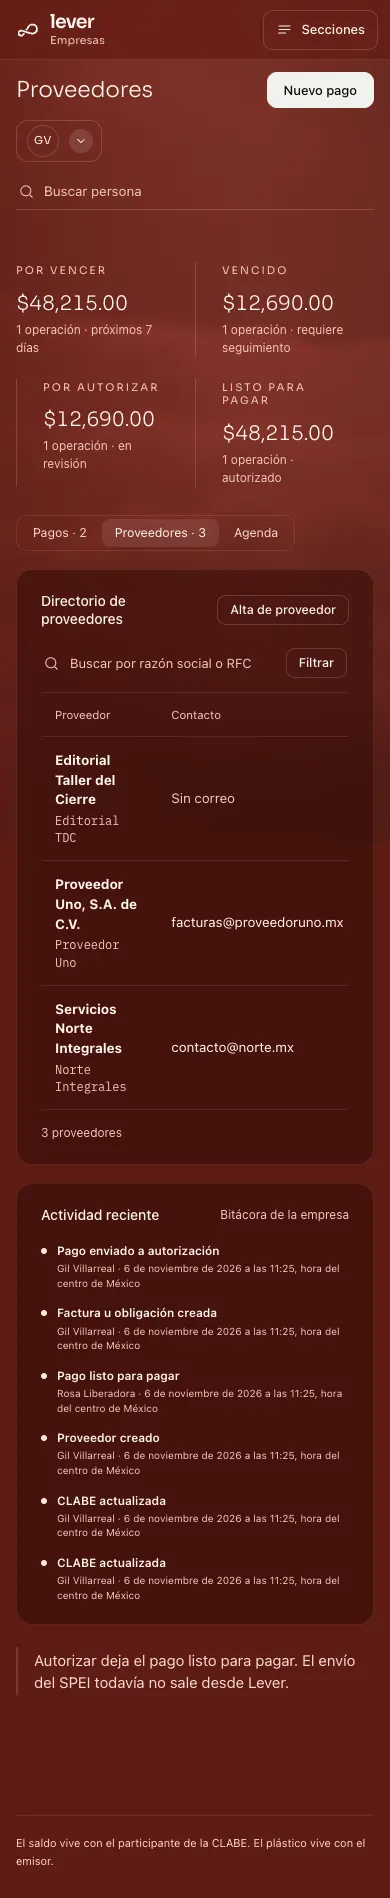 lever
Empresas
Secciones
Proveedores
Nuevo pago
GV
Buscar persona
POR VENCER
$48,215.00
1 operación · próximos 7
días
VENCIDO
$12,690.00
1 operación · requiere
seguimiento
POR AUTORIZAR
$12,690.00
1 operación · en
revisión
LISTO PARA
PAGAR
$48,215.00
1 operación ·
autorizado
Pagos · 2
Proveedores · 3
Agenda
Directorio de
proveedores
Alta de proveedor
Buscar por razón social o RFC
Filtrar
Proveedor
Contacto
Editorial
Taller del
Cierre
Editorial
TDC
Sin correo
Proveedor
Uno, S.A. de
C.V.
Proveedor
Uno
facturas@proveedoruno.mx
Servicios
Norte
Integrales
Norte
Integrales
contacto@norte.mx
3 proveedores
Actividad reciente
Bitácora de la empresa
Pago enviado a autorización
Gil Villarreal · 6 de noviembre de 2026 a las 11:25, hora del
centro de México
Factura u obligación creada
Gil Villarreal · 6 de noviembre de 2026 a las 11:25, hora del
centro de México
Pago listo para pagar
Rosa Liberadora · 6 de noviembre de 2026 a las 11:25, hora
del centro de México
Proveedor creado
Gil Villarreal · 6 de noviembre de 2026 a las 11:25, hora del
centro de México
CLABE actualizada
Gil Villarreal · 6 de noviembre de 2026 a las 11:25, hora del
centro de México
CLABE actualizada
Gil Villarreal · 6 de noviembre de 2026 a las 11:25, hora del
centro de México
Autorizar deja el pago listo para pagar. El envío
del SPEI todavía no sale desde Lever.
El saldo vive con el participante de la CLABE. El plástico vive con el
emisor.